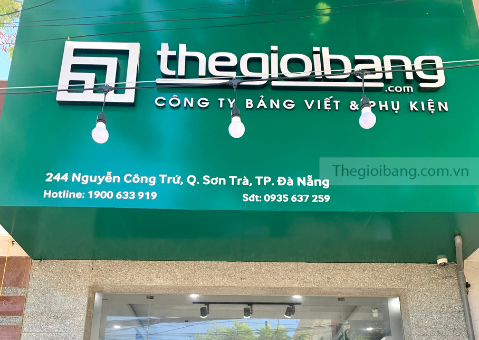 thegioibang
.com
CÔNG TY BẢNG VIẾT & PHỤ KIỆN
Thegioibang.com.vn
244 Nguyễn Công Trứ, Q. Sơn Trà, TP. Đà Nẵng
Hotline: 1900 633 919 Sđt: 0935 637 259